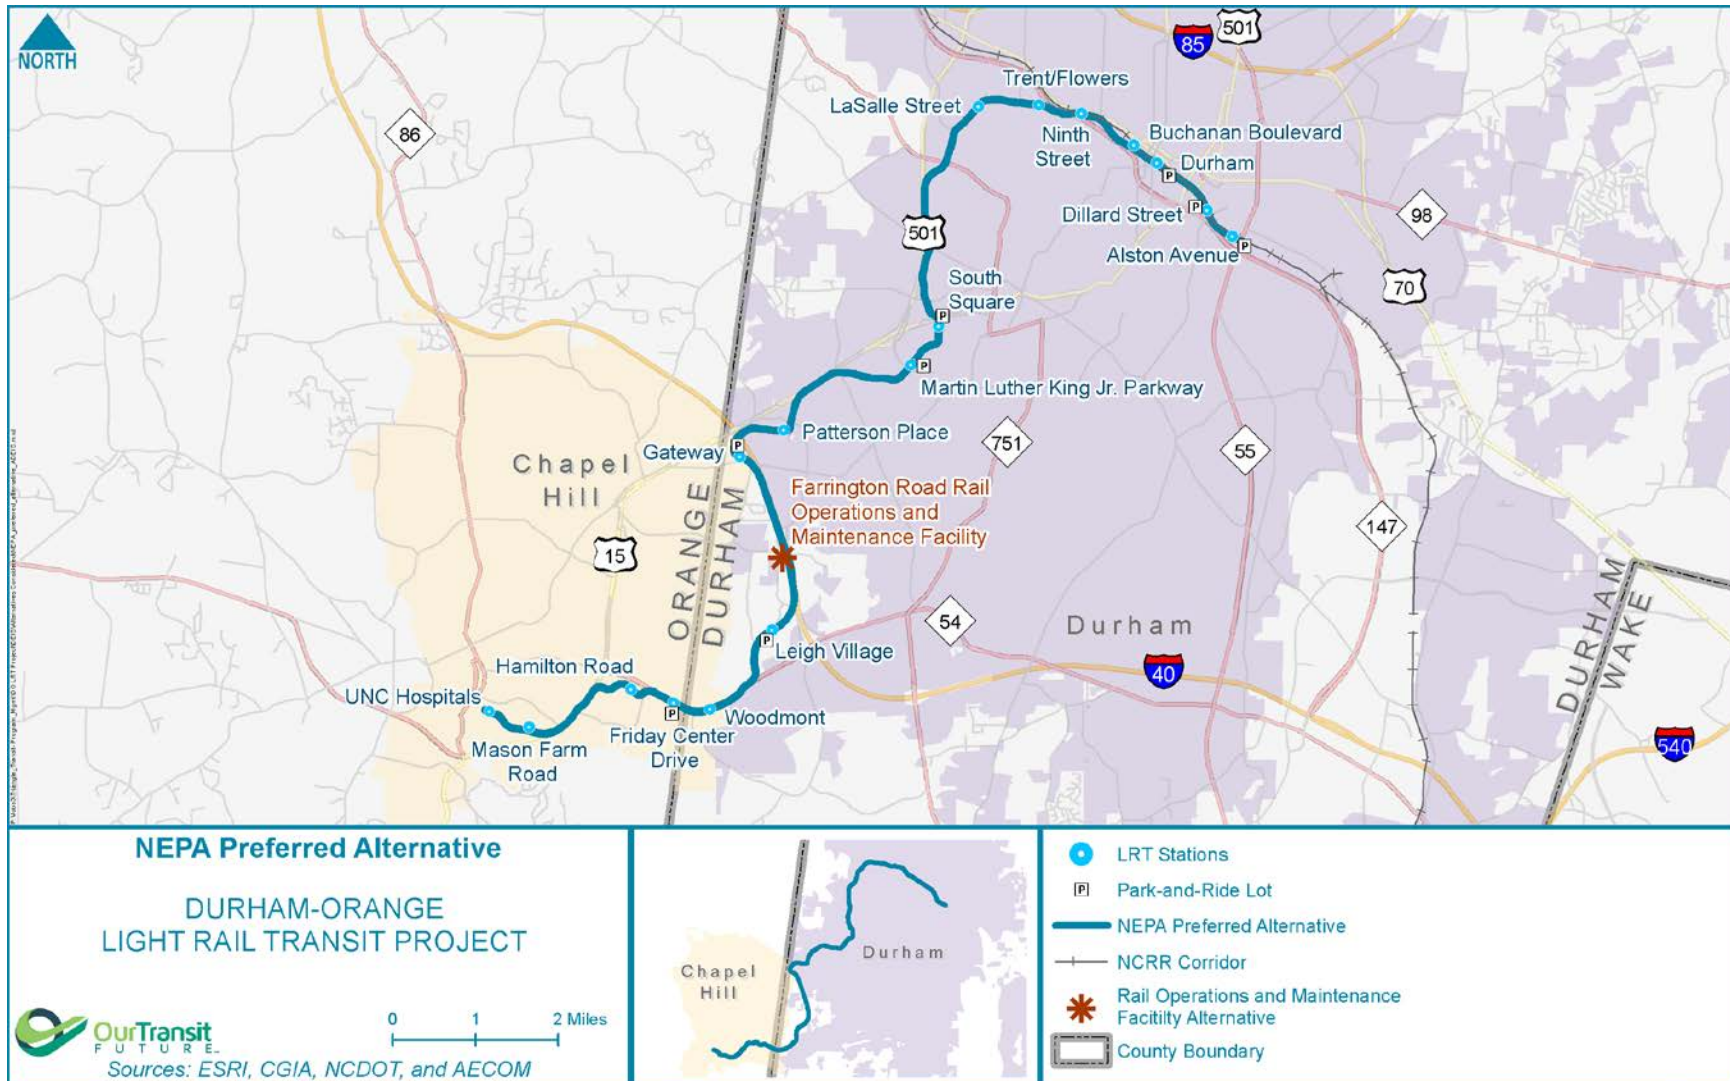 NORTH
86
501
85
Trent/Flowers
LaSalle Street
Ninth
Street
Buchanan Boulevard
Durham
P
P
Dillard Street
98
501
Alston Avenue
P
70
South
Square
P
P
Martin Luther King Jr. Parkway
Patterson Place
P
Gateway
751
55
Chapel
Hill
ORANGE
DURHAM
Farrington Road Rail
Operations and
Maintenance Facility
147
15
54
Durham
DURHAM
WAKE
P
Leigh Village
40
Hamilton Road
UNC Hospitals
P
Woodmont
Mason Farm
Road
Friday Center
Drive
540
NEPA Preferred Alternative
DURHAM-ORANGE
LIGHT RAIL TRANSIT PROJECT
OurTransit
FUTURE
0 1 2 Miles
Sources: ESRI, CGIA, NCDOT, and AECOM
Durham
Chapel
Hill
LRT Stations
P Park-and-Ride Lot
NEPA Preferred Alternative
NCRR Corridor
Rail Operations and Maintenance
Facitilty Alternative
County Boundary